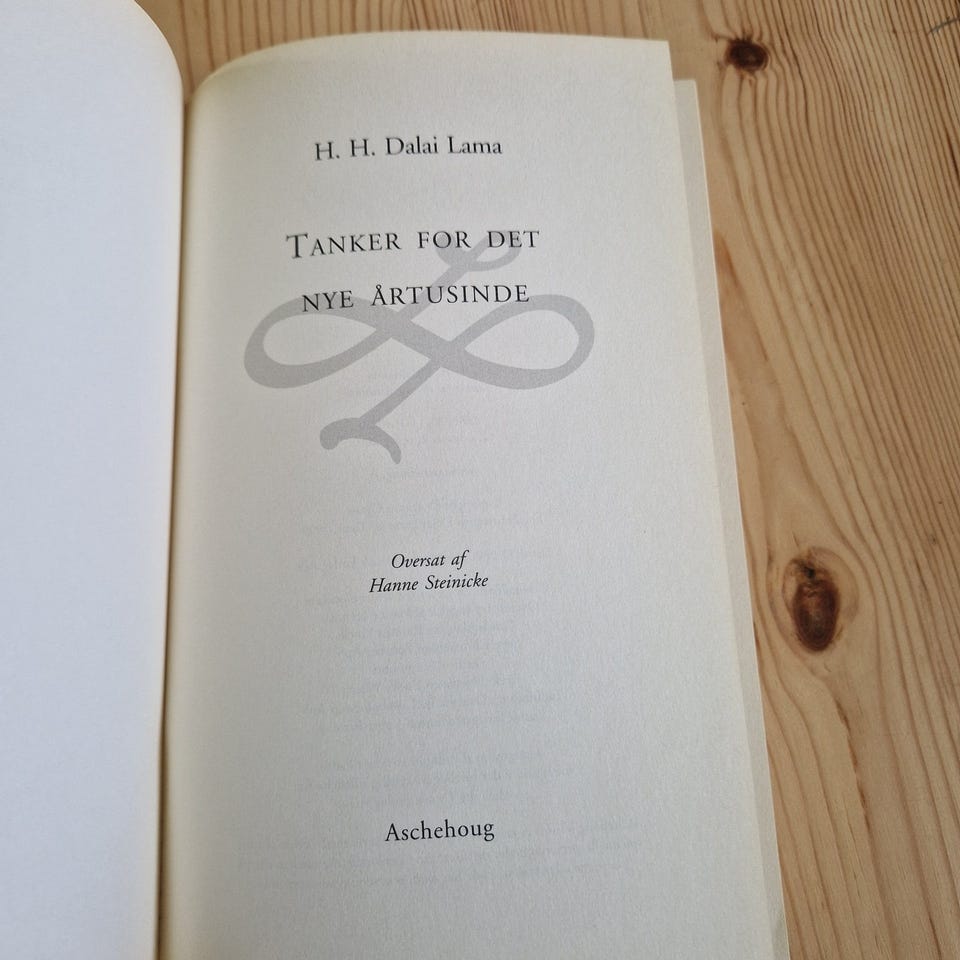 H. H. Dalai Lama
TANKER FOR DET
NYE ÅRTUSINDE
Oversat af
Hanne Steinicke
Aschehoug